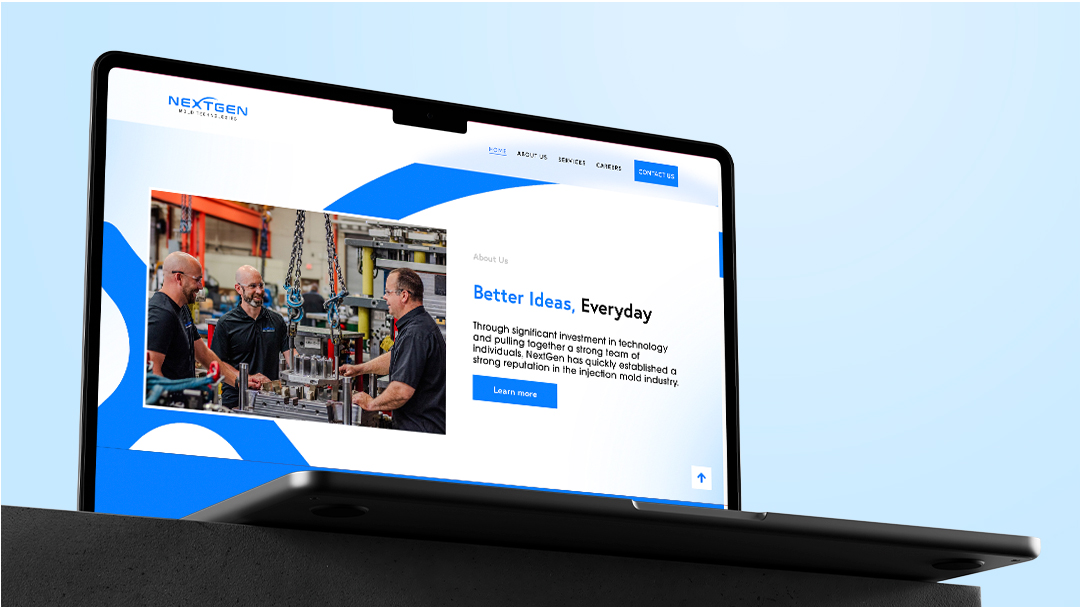 NEXTGEN
MOLD TECHNOLOGIES
HOME ABOUT US SERVICES CAREERS CONTACT US
About Us
Better Ideas, Everyday
Through significant investment in technology
and pulling together a strong team of
individuals. NextGen has quickly established a
strong reputation in the injection mold industry.
Learn more